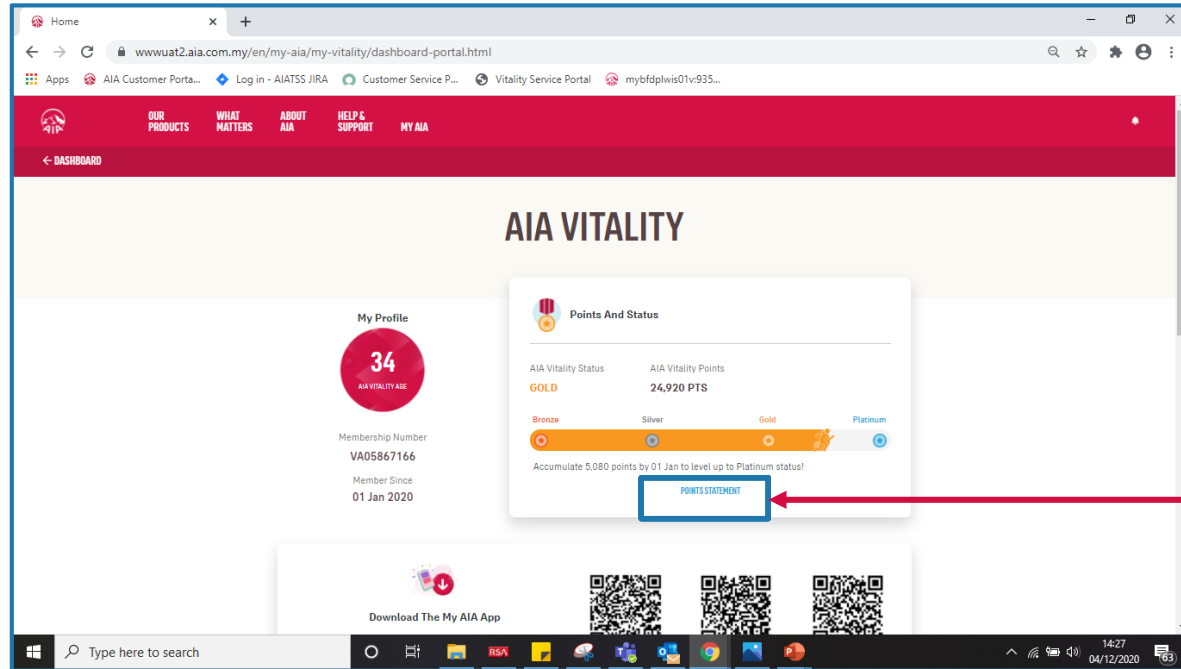 Home
wwwuat2.aia.com.my/en/my-aia/my-vitality/dashboard-portal.html
Apps AIA Customer Porta... Log in - AIATSS JIRA Customer Service P... Vitality Service Portal mybfdplwis01v:935...
AIA OUR PRODUCTS WHAT MATTERS ABOUT AIA HELP & SUPPORT MY AIA
← DASHBOARD
AIA VITALITY
My Profile
34
AIA VITALITY AGE
Membership Number
VA05867166
Member Since
01 Jan 2020
Points And Status
AIA Vitality Status AIA Vitality Points
GOLD 24,920 PTS
Bronze Silver Gold Platinum
Accumulate 5,080 points by 01 Jan to level up to Platinum status!
POINTS STATEMENT
Download The My AIA App
Type here to search
RSA
14:27
04/12/2020
63